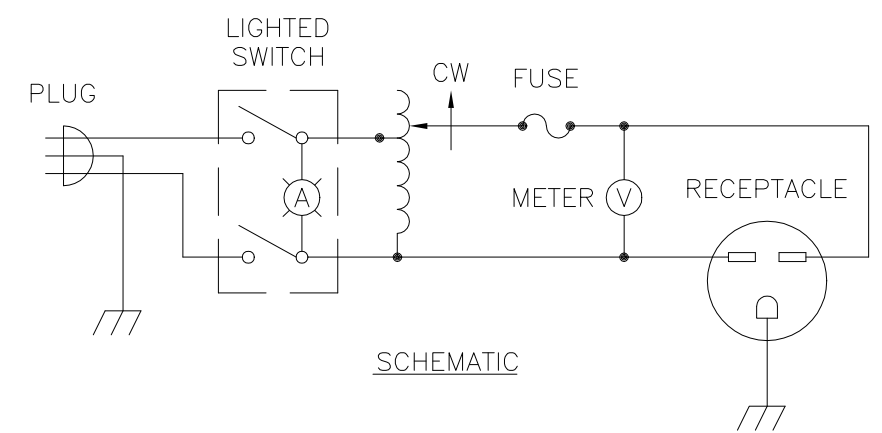 LIGHTED
SWITCH
CW
FUSE
PLUG
A
METER
V
RECEPTACLE
SCHEMATIC